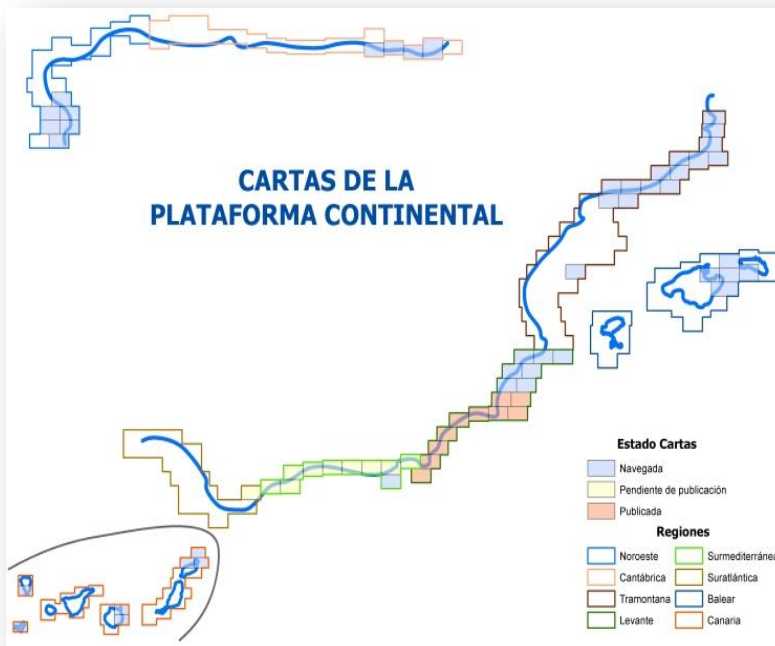 CARTAS DE LA
PLATAFORMA CONTINENTAL
Estado Cartas
Navegada
Pendiente de publicación
Publicada
Regiones
Noroeste
Surmediterránea
Cantábrica
Suratlántica
Tramontana
Balear
Levante
Canaria